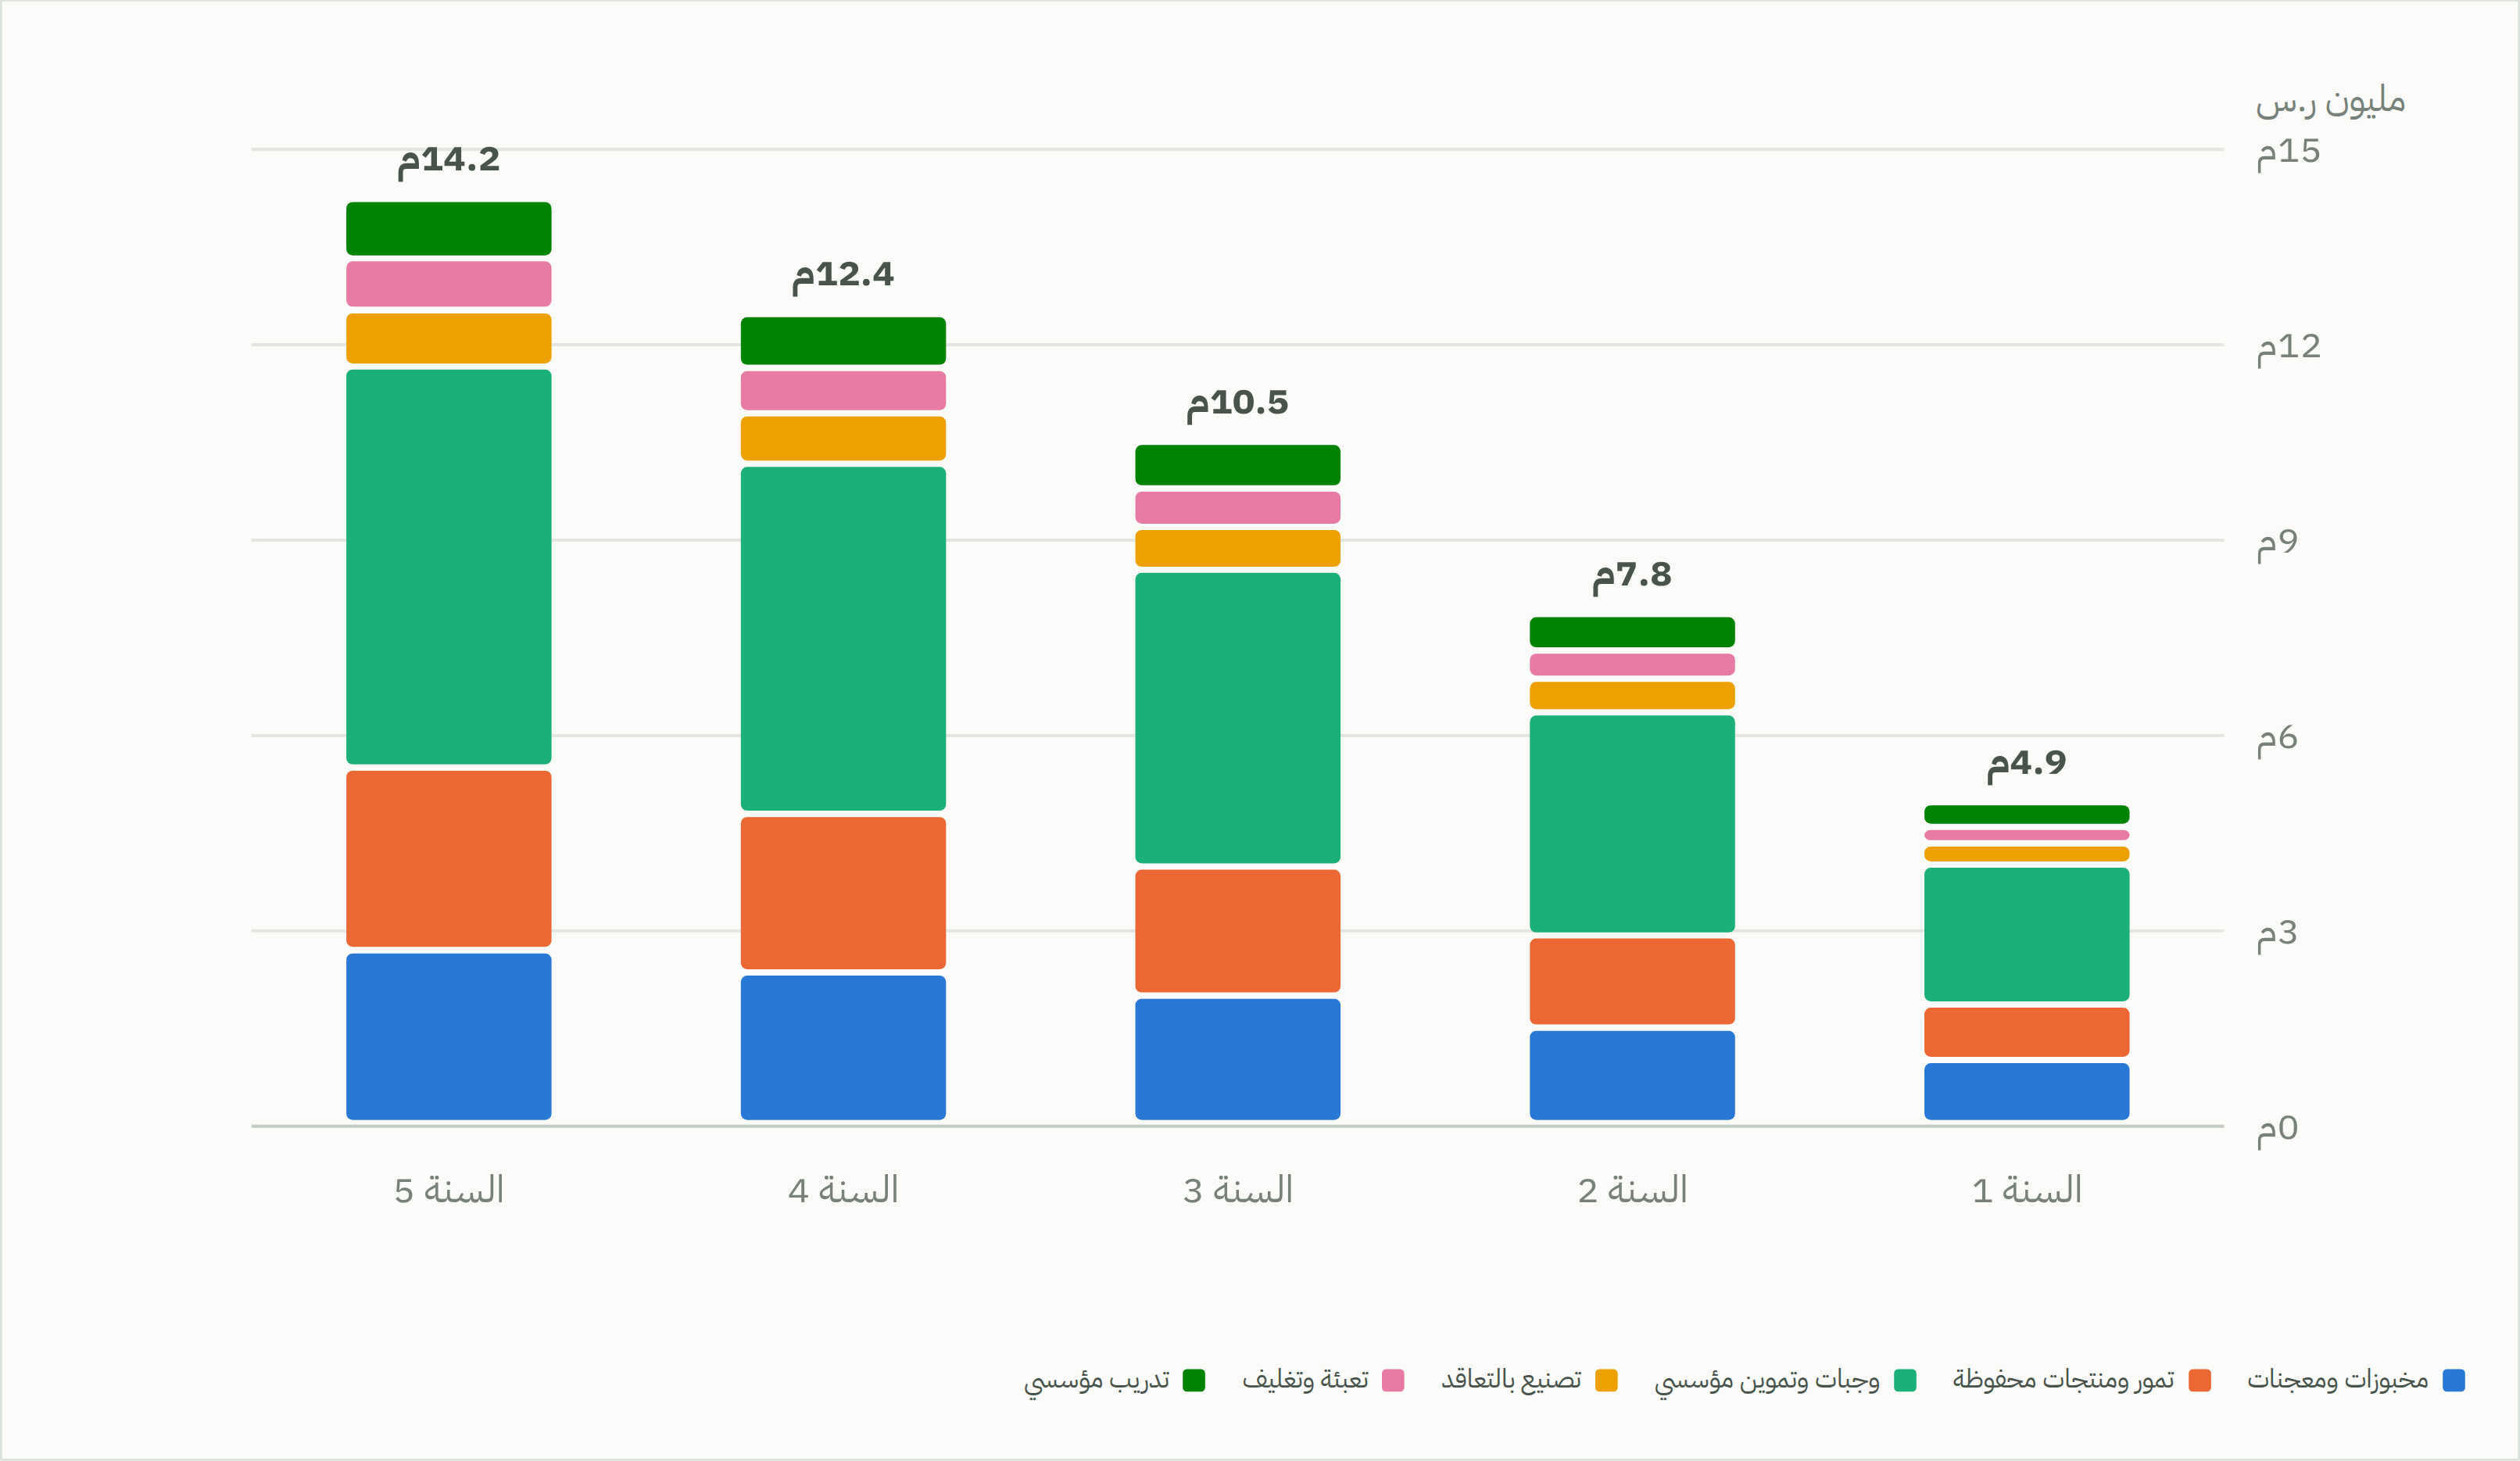 مليون ر.س
15م
12م
9م
6م
3م
0م
4.9م
7.8م
10.5م
12.4م
14.2م
السنة 1
السنة 2
السنة 3
السنة 4
السنة 5
مخبوزات ومعجنات
تمور ومنتجات محفوظة
وجبات وتموين مؤسسي
تصنيع بالتعاقد
تعبئة وتغليف
تدريب مؤسسي